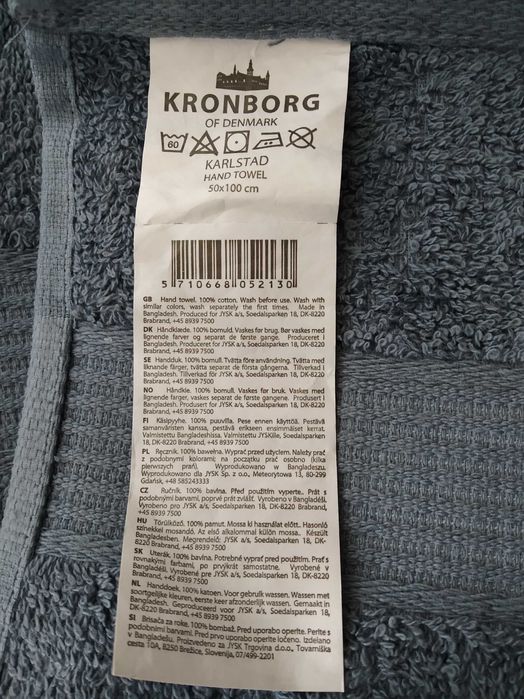 KRONBORG
OF DENMARK
60
KARLSTAD
HAND TOWEL
50x100 cm
5 710668 052130
GB Hand towel. 100% cotton. Wash before use. Wash with
similar colors, wash separately the first times. Made in
Bangladesh. Produced for JYSK a/s, Soedalsparken 18, DK-8220
Brabrand, +45 8939 7500
DK Håndklæde. 100% bomuld. Vaskes før brug. Bør vaskes med
lignende farver og separat de første gange. Produceret i
Bangladesh. Produceret for JYSK a/s, Soedalsparken 18, DK-8220
Brabrand, +45 8939 7500
SE Handduk. 100% bomull. Tvätta före användning. Tvätta med
liknande färger, tvätta separat de första gångerna. Tillverkad i
Bangladesh. Tillverkad för JYSK a/s, Soedalsparken 18, DK-8220
Brabrand, +45 8939 7500
NO Håndkle. 100% bomull. Vaskes før bruk. Vaskes med
lignende farger, vaskes separat de første gangene. Produsert i
Bangladesh. Produsert for JYSK a/s, Soedalsparken 18, DK-8220
Brabrand, +45 8939 7500
FI Käsipyyhe. 100% puuvilla. Pese ennen käyttöä. Pestävä
samanväristen kanssa, pestävä erikseen ensimmäiset kerrat.
Valmistettu Bangladeshissa. Valmistettu JYSKille, Soedalsparken
18, DK-8220 Brabrand, +45 8939 7500
PL Ręcznik. 100% bawełna. Wyprać przed użyciem. Należy prać
z podobnymi kolorami; na początku prać osobno (kilka
pierwszych prań). Wyprodukowano w Bangladeszu.
Wyprodukowano dla JYSK Sp. z o.o., Meteorytowa 13, 80-299
Gdańsk, +48 585243333
CZ Ručník. 100% bavlna. Před použitím vyperte. Prát s
podobnými barvami, poprvé prát zvlášť. Vyrobeno v Bangladéši.
Vyrobeno pro JYSK a/s, Soedalsparken 18, DK-8220 Brabrand,
+45 8939 7500
HU Törülköző. 100% pamut. Mossa ki használat előtt. Hasonló
színekkel mosandó. Az első alkalommal külön mossa. Készült
Bangladesben. Megrendelő: JYSK a/s, Soedalsparken 18, DK-
8220 Brabrand, +45 8939 7500
SK Uterák. 100% bavlna. Potrebné vyprať pred použitím. Prať s
rovnakými farbami, po prvýkrát samostatne. Vyrobené v
Bangladéši. Vyrobené pre JYSK a/s, Soedalsparken 18, DK-8220
Brabrand, +45 8939 7500
NL Handdoek. 100% katoen. Voor gebruik wassen. Wassen met
soortgelijke kleuren, eerste keer afzonderlijk wassen. Gemaakt in
Bangladesh. Geproduceerd voor JYSK a/s, Soedalsparken 18,
DK-8220 Brabrand, +45 8939 7500
SI Brisača za roke. 100% bombaž. Pred uporabo operite. Perite s
podobnimi barvami. Pred prvo uporabo operite ločeno. Izdelano
v Bangladešu. Proizvedeno za JYSK Trgovina d.o.o., Tovarniška
cesta 10A, 8250 Brežice, Slovenija, 07/499-2201